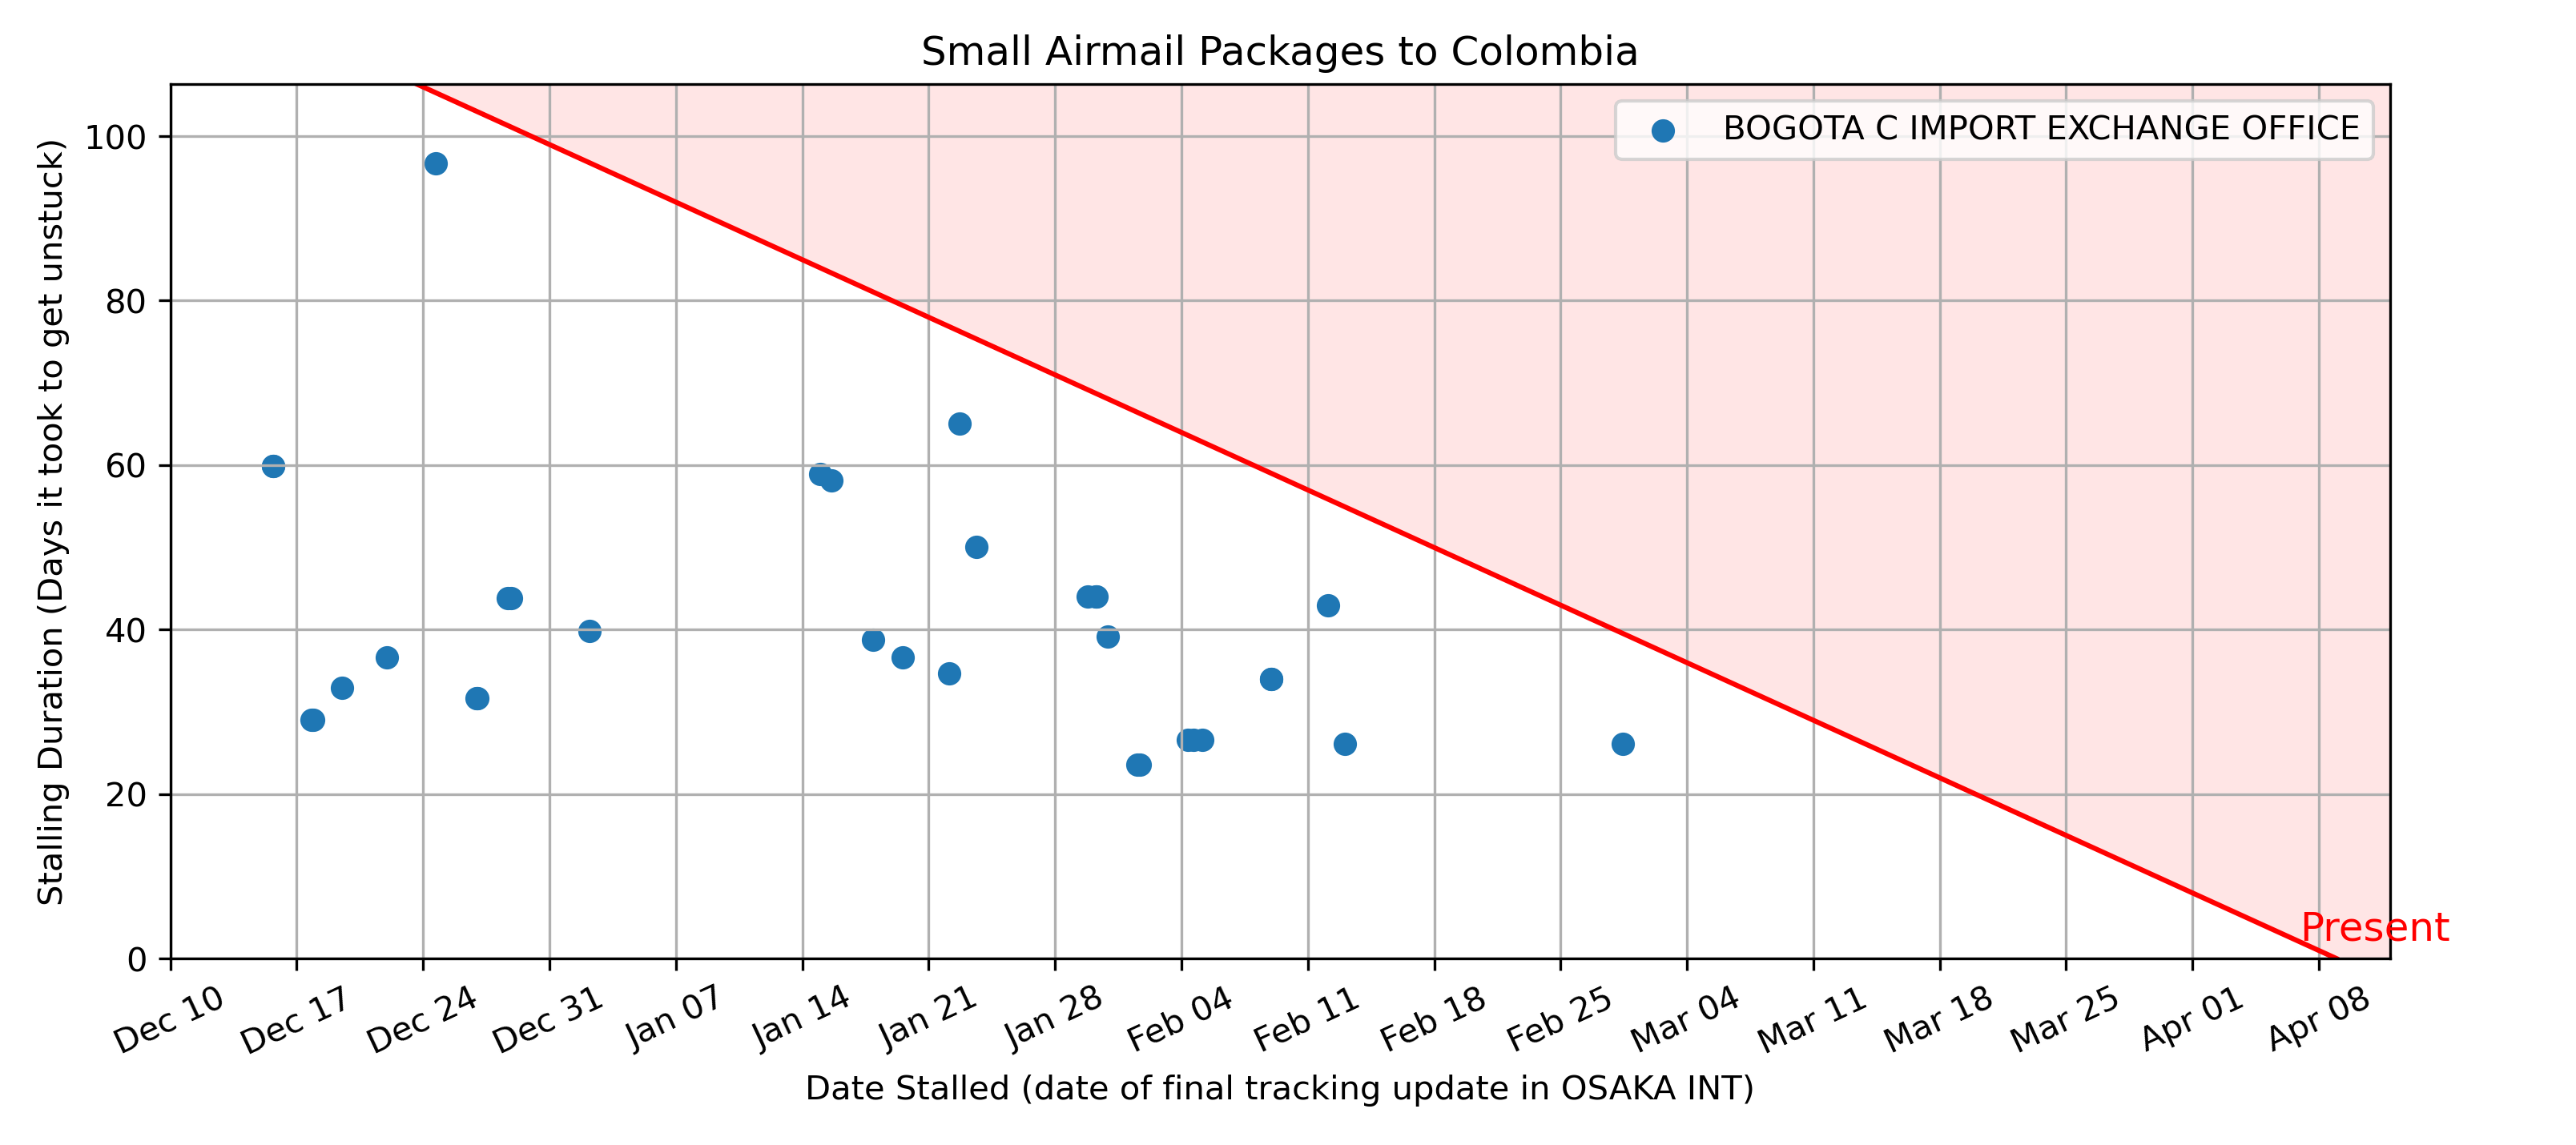 Small Airmail Packages to Colombia
BOGOTA C IMPORT EXCHANGE OFFICE
Stalling Duration (Days it took to get unstuck)
100
80
60
40
20
0
Present
Dec 10
Dec 17
Dec 24
Dec 31
Jan 07
Jan 14
Jan 21
Jan 28
Feb 04
Feb 11
Feb 18
Feb 25
Mar 04
Mar 11
Mar 18
Mar 25
Apr 01
Apr 08
Date Stalled (date of final tracking update in OSAKA INT)